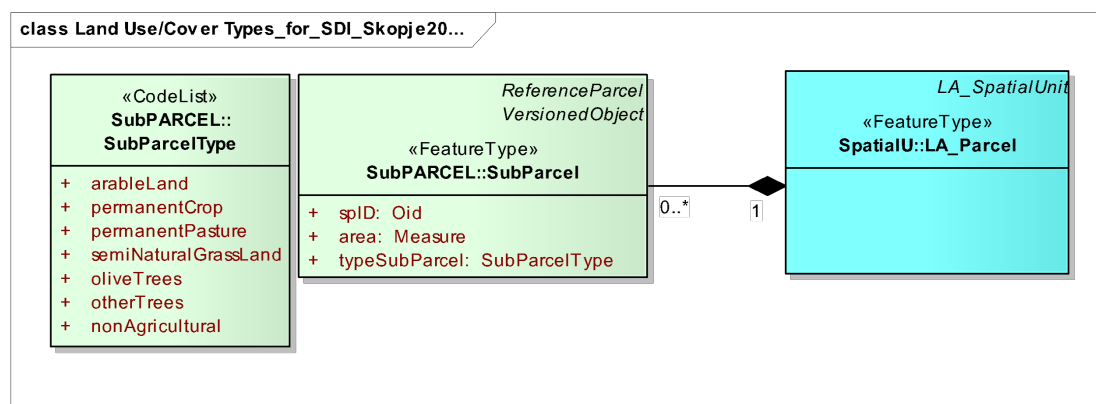 class Land Use/Cover Types_for_SDI_Skopje20...
«CodeList»
SubPARCEL::
SubParcelType
+ arableLand
+ permanentCrop
+ permanentPasture
+ semiNaturalGrassLand
+ oliveTrees
+ otherTrees
+ nonAgricultural
ReferenceParcel
VersionedObject
«FeatureType»
SubPARCEL::SubParcel
+ spID: Oid
+ area: Measure
+ typeSubParcel: SubParcelType
0..*
1
LA_SpatialUnit
«FeatureType»
SpatialU::LA_Parcel